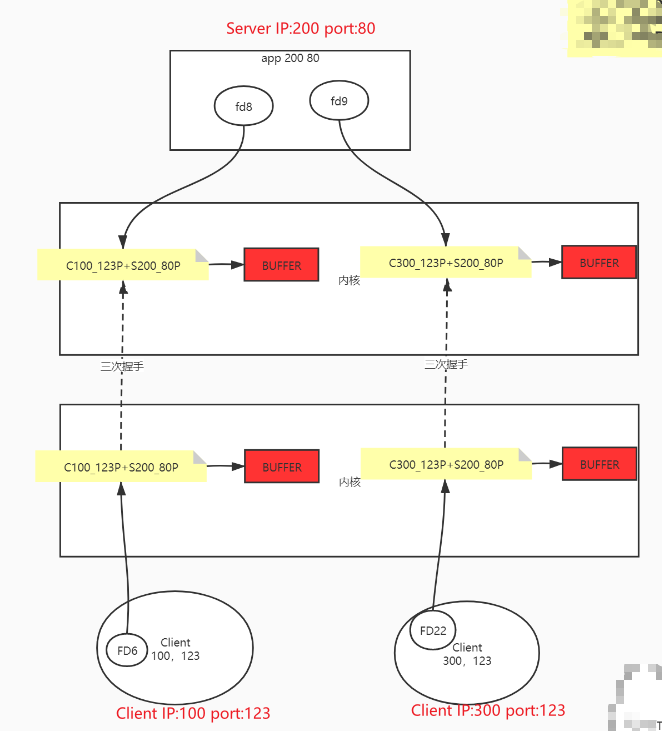 Server IP:200 port:80
app 200 80
fd8
fd9
C100_123P+S200_80P
BUFFER
内核
C300_123P+S200_80P
BUFFER
三次握手
三次握手
C100_123P+S200_80P
BUFFER
内核
C300_123P+S200_80P
BUFFER
FD6
Client
100，123
FD22
Client
300，123
Client IP:100 port:123
Client IP:300 port:123